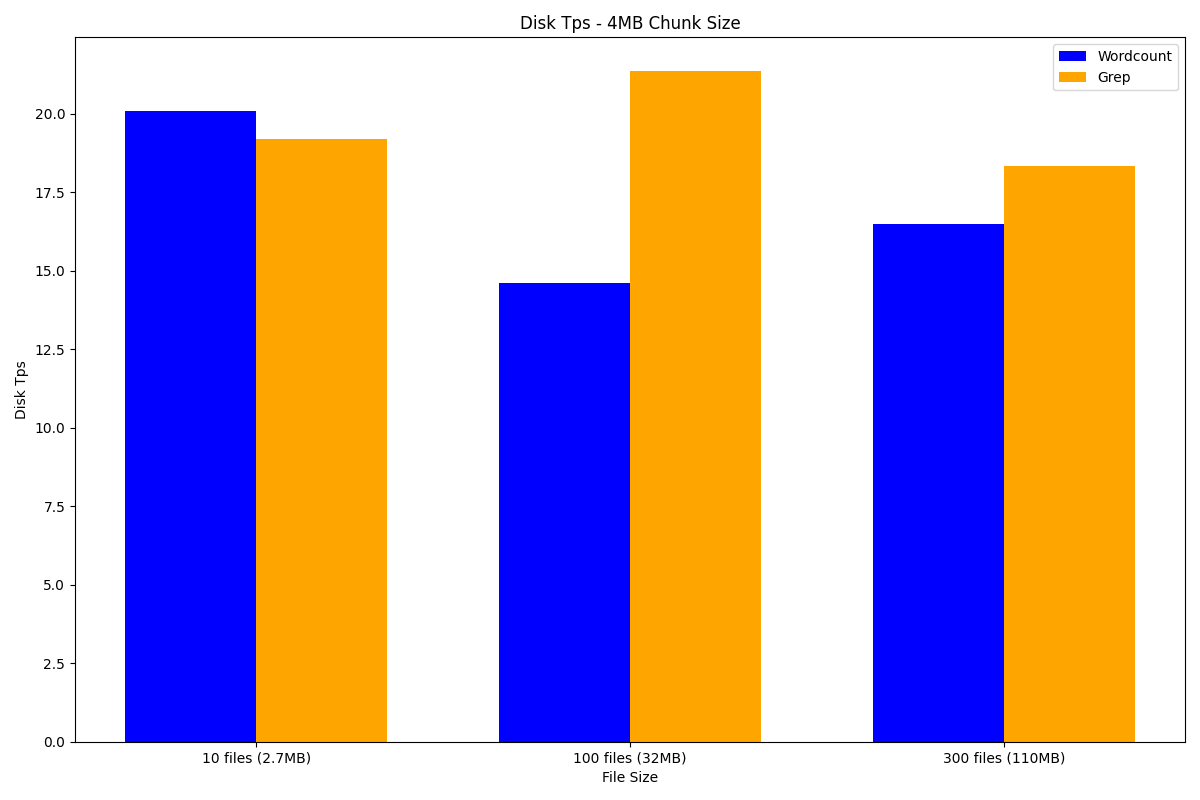 Disk Tps - 4MB Chunk Size
Wordcount
Grep
Disk Tps
20.0
17.5
15.0
12.5
10.0
7.5
5.0
2.5
0.0
10 files (2.7MB)
100 files (32MB)
300 files (110MB)
File Size